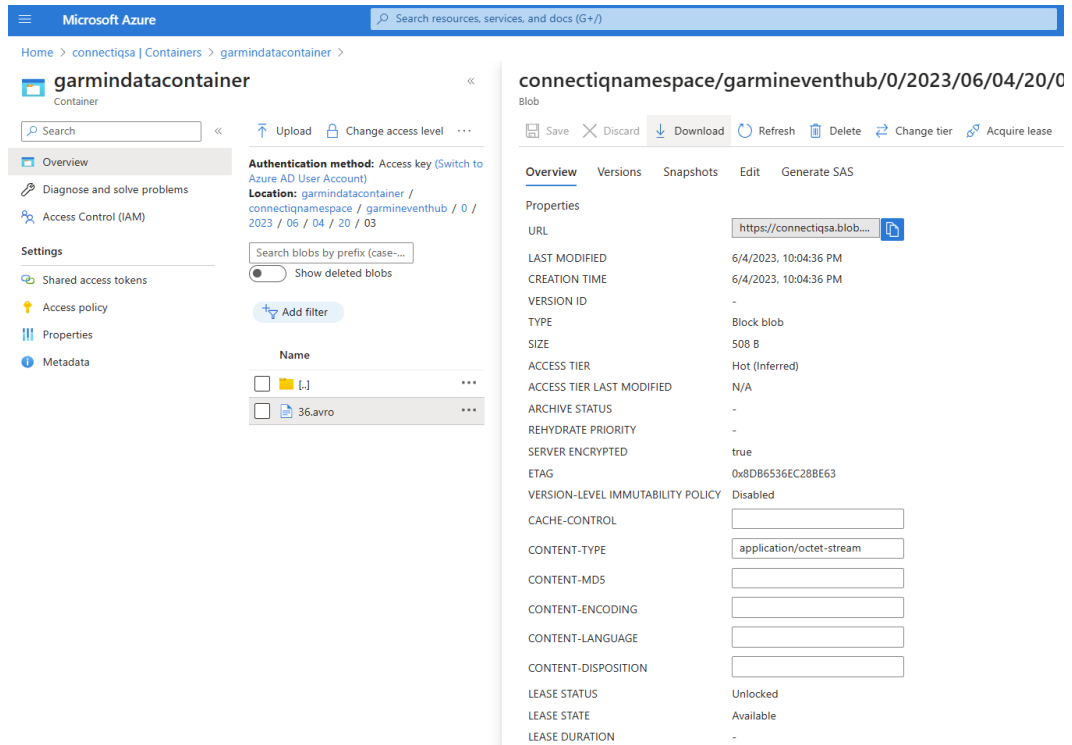 Microsoft Azure
Search resources, services, and docs (G+/)
Home > connectiqsa | Containers > garmindatacontainer >
garmindatacontainer
Container
«
Search
«
Overview
Diagnose and solve problems
Access Control (IAM)
Settings
Shared access tokens
Access policy
Properties
Metadata
Upload Change access level ...
Authentication method: Access key (Switch to
Azure AD User Account)
Location: garmindatacontainer /
connectiqnamespace / garmineventhub / 0 /
2023 / 06 / 04 / 20 / 03
Search blobs by prefix (case-...
Show deleted blobs
Add filter
Name
[..] ...
36.avro ...
connectiqnamespace/garmineventhub/0/2023/06/04/20/0
Blob
Save Discard Download Refresh Delete Change tier Acquire lease
Overview Versions Snapshots Edit Generate SAS
Properties
URL https://connectiqsa.blob....
LAST MODIFIED 6/4/2023, 10:04:36 PM
CREATION TIME 6/4/2023, 10:04:36 PM
VERSION ID -
TYPE Block blob
SIZE 508 B
ACCESS TIER Hot (Inferred)
ACCESS TIER LAST MODIFIED N/A
ARCHIVE STATUS -
REHYDRATE PRIORITY -
SERVER ENCRYPTED true
ETAG 0x8DB6536EC28BE63
VERSION-LEVEL IMMUTABILITY POLICY Disabled
CACHE-CONTROL
CONTENT-TYPE application/octet-stream
CONTENT-MD5
CONTENT-ENCODING
CONTENT-LANGUAGE
CONTENT-DISPOSITION
LEASE STATUS Unlocked
LEASE STATE Available
LEASE DURATION -